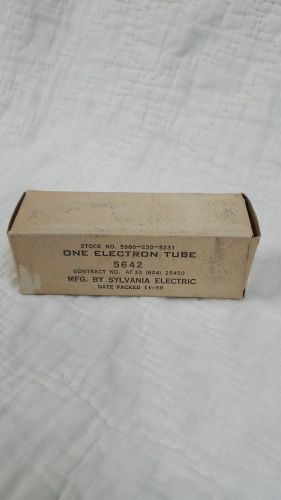 STOCK NO. 5960-230-5231
ONE ELECTRON TUBE
5642
CONTRACT NO. AF 33 (604) 25450
MFG. BY SYLVANIA ELECTRIC
DATE PACKED 11-59